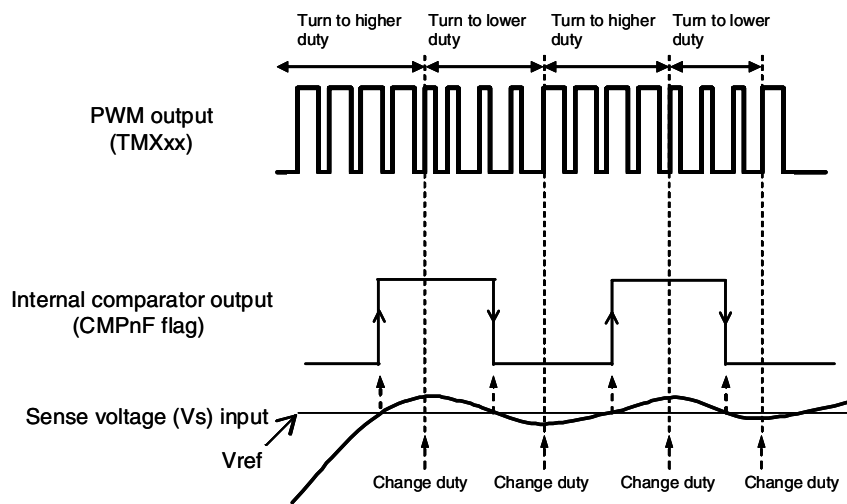 Turn to higher duty
Turn to lower duty
Turn to higher duty
Turn to lower duty
PWM output
(TMXxx)
Internal comparator output
(CMPnF flag)
Sense voltage (Vs) input
Vref
Change duty
Change duty
Change duty
Change duty